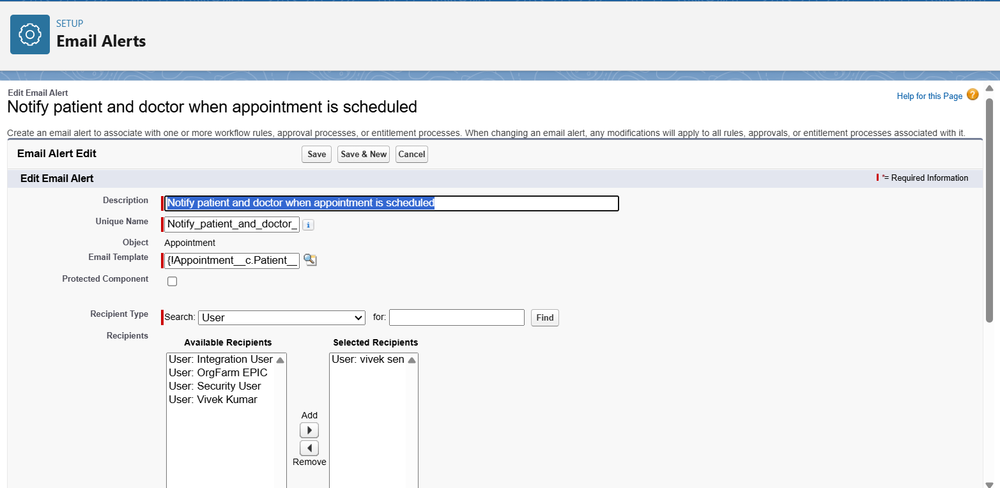 SETUP
Email Alerts
Edit Email Alert
Notify patient and doctor when appointment is scheduled
Help for this Page ?
Create an email alert to associate with one or more workflow rules, approval processes, or entitlement processes. When changing an email alert, any modifications will apply to all rules, approvals, or entitlement processes associated with it.
Email Alert Edit Save Save & New Cancel
Edit Email Alert *= Required Information
Description Notify patient and doctor when appointment is scheduled
Unique Name Notify_patient_and_doctor_ i
Object Appointment
Email Template {!Appointment__c.Patient__
Protected Component
Recipient Type Search: User for: Find
Recipients
Available Recipients Selected Recipients
User: Integration User User: vivek sen
User: OrgFarm EPIC
User: Security User
User: Vivek Kumar
Add
Remove